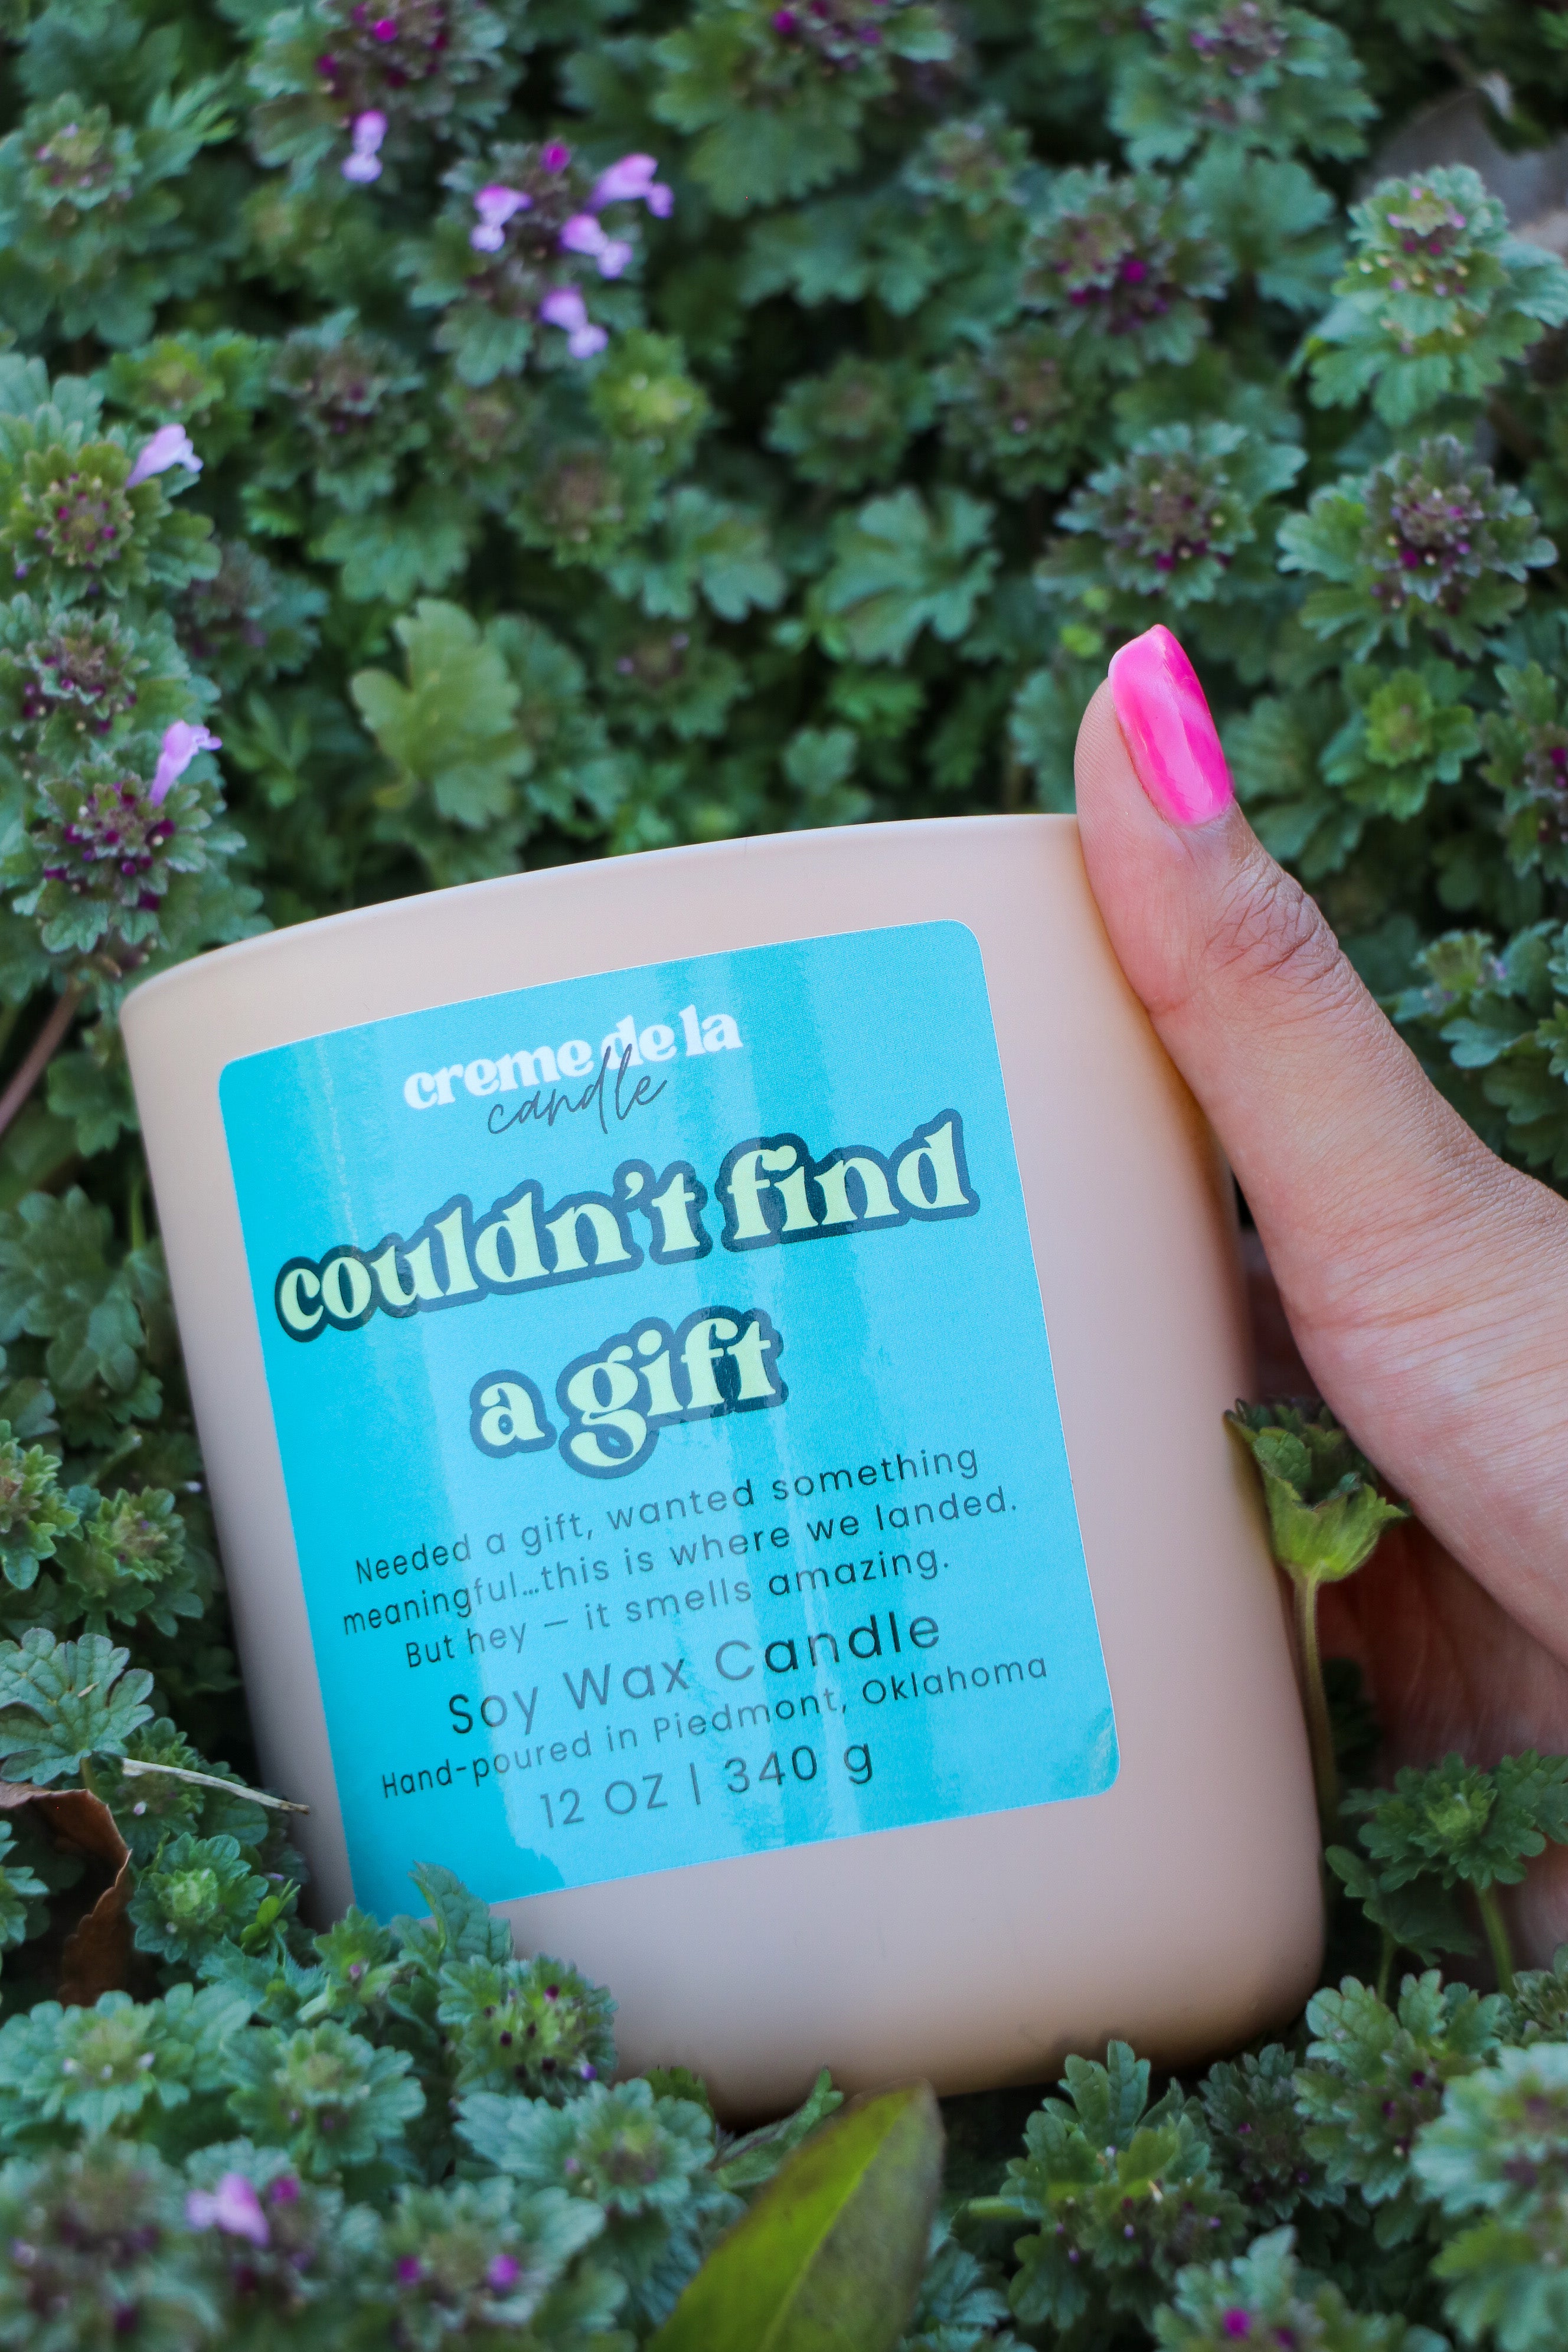 creme de la
candle
couldn't find
a gift
Needed a gift, wanted something
meaningful...this is where we landed.
But hey – it smells amazing.
Soy Wax Candle
Hand-poured in Piedmont, Oklahoma
12 OZ | 340 g